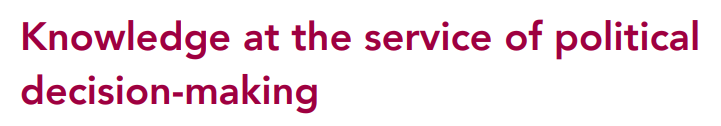 Knowledge at the service of political
decision-making